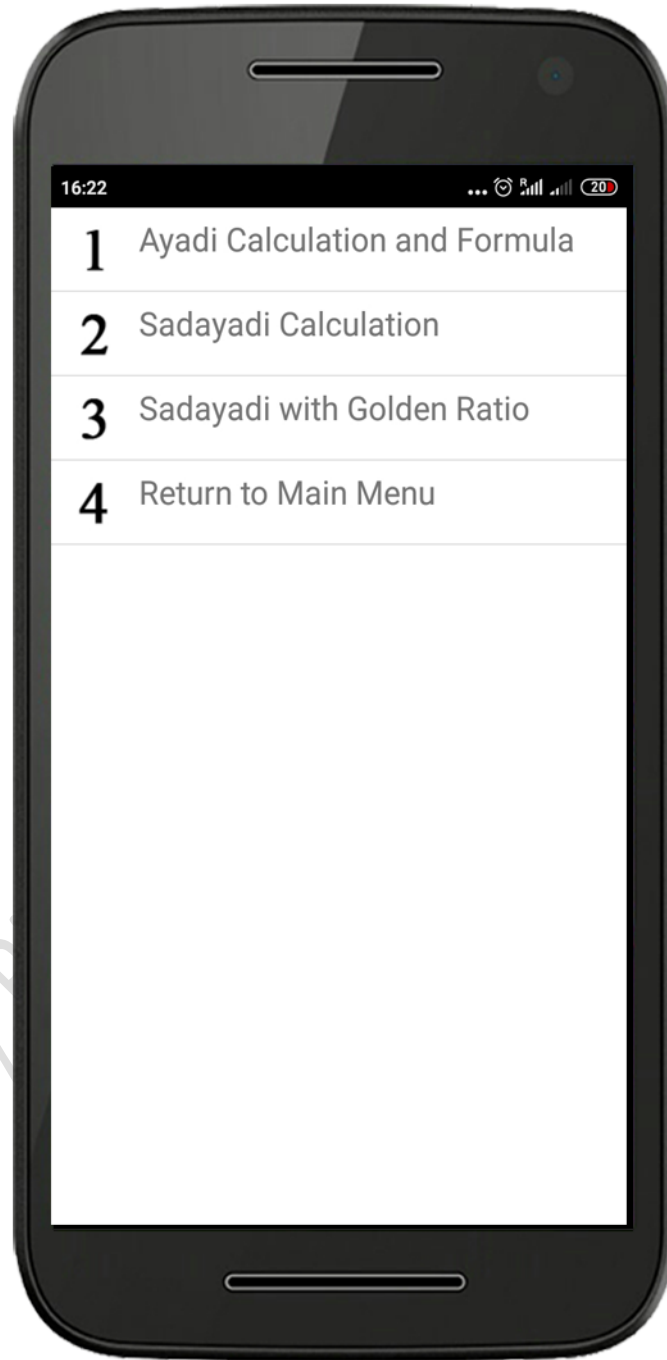 16:22
R
20
1 Ayadi Calculation and Formula
2 Sadayadi Calculation
3 Sadayadi with Golden Ratio
4 Return to Main Menu